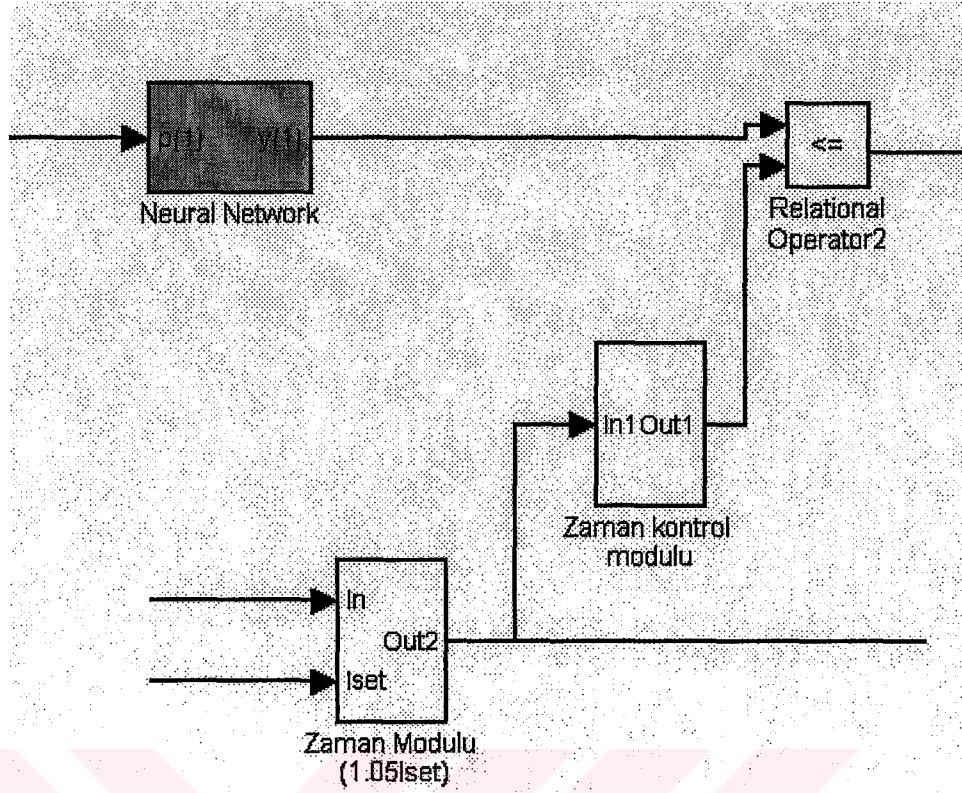 p{1} y{1}
Neural Network
<=
Relational
Operator2
In1 Out1
Zaman kontrol
modulu
In
Out2
Iset
Zaman Modulu
(1.05Iset)